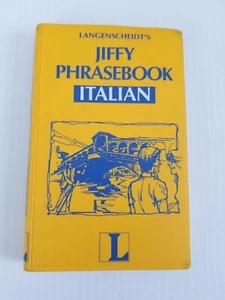 LANGENSCHEIDT'S
JIFFY
PHRASEBOOK
ITALIAN
L